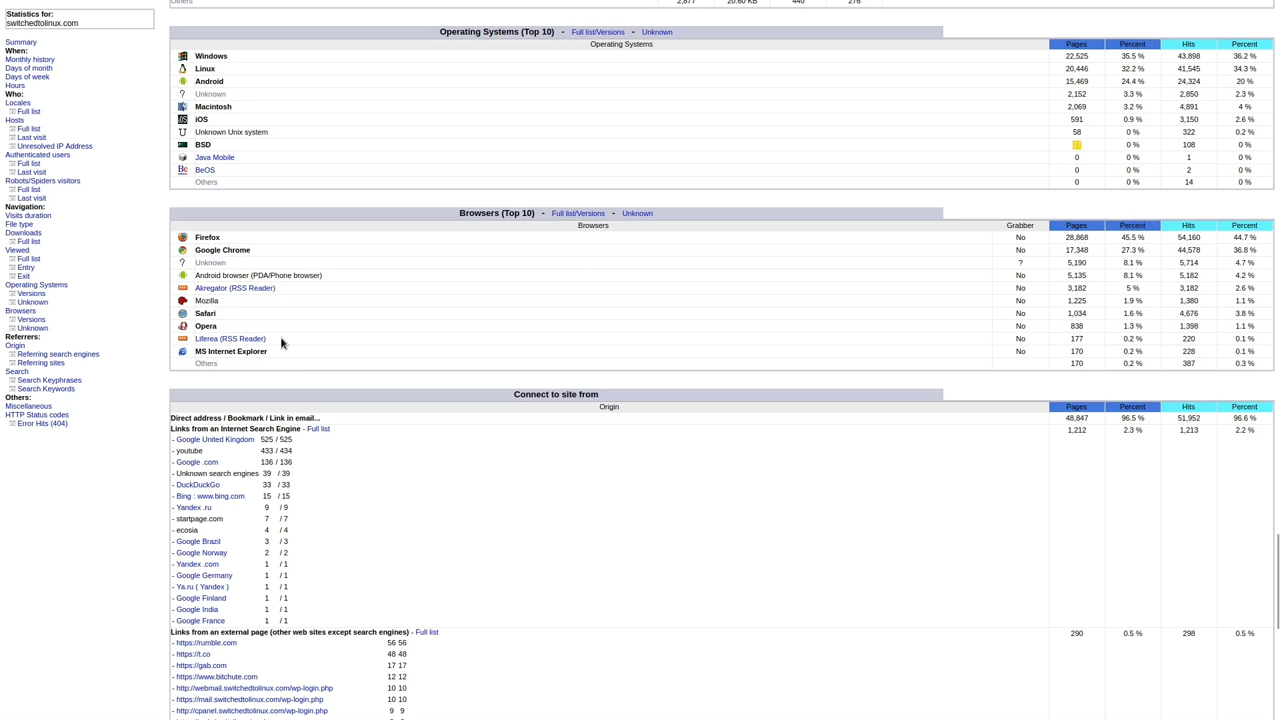 Others 2,877 20.60 KB 440 276
Statistics for:
switchedtolinux.com
Summary
When:
Monthly history
Days of month
Days of week
Hours
Who:
Locales
Full list
Hosts
Full list
Last visit
Unresolved IP Address
Authenticated users
Full list
Last visit
Robots/Spiders visitors
Full list
Last visit
Navigation:
Visits duration
File type
Downloads
Full list
Viewed
Full list
Entry
Exit
Operating Systems
Versions
Unknown
Browsers
Versions
Unknown
Referrers:
Origin
Referring search engines
Referring sites
Search
Search Keyphrases
Search Keywords
Others:
Miscellaneous
HTTP Status codes
Error Hits (404)
Operating Systems (Top 10) - Full list/Versions - Unknown
Operating Systems Pages Percent Hits Percent
Windows 22,525 35.5 % 43,898 36.2 %
Linux 20,446 32.2 % 41,545 34.3 %
Android 15,469 24.4 % 24,324 20 %
? Unknown 2,152 3.3 % 2,850 2.3 %
Macintosh 2,069 3.2 % 4,891 4 %
iOS iOS 591 0.9 % 3,150 2.6 %
U Unknown Unix system 58 0 % 322 0.2 %
BSD 0 % 108 0 %
Java Mobile 0 0 % 1 0 %
Be BeOS 0 0 % 2 0 %
Others 0 0 % 14 0 %
Browsers (Top 10) - Full list/Versions - Unknown
Browsers Grabber Pages Percent Hits Percent
Firefox No 28,868 45.5 % 54,160 44.7 %
Google Chrome No 17,348 27.3 % 44,578 36.8 %
? Unknown ? 5,190 8.1 % 5,714 4.7 %
Android browser (PDA/Phone browser) No 5,135 8.1 % 5,182 4.2 %
Akregator (RSS Reader) No 3,182 5 % 3,182 2.6 %
Mozilla No 1,225 1.9 % 1,380 1.1 %
Safari No 1,034 1.6 % 4,676 3.8 %
Opera No 838 1.3 % 1,398 1.1 %
Liferea (RSS Reader) No 177 0.2 % 220 0.1 %
MS Internet Explorer No 170 0.2 % 228 0.1 %
Others 170 0.2 % 387 0.3 %
Connect to site from
Origin Pages Percent Hits Percent
Direct address / Bookmark / Link in email... 48,847 96.5 % 51,952 96.6 %
Links from an Internet Search Engine - Full list 1,212 2.3 % 1,213 2.2 %
- Google United Kingdom 525 / 525
- youtube 433 / 434
- Google .com 136 / 136
- Unknown search engines 39 / 39
- DuckDuckGo 33 / 33
- Bing : www.bing.com 15 / 15
- Yandex .ru 9 / 9
- startpage.com 7 / 7
- ecosia 4 / 4
- Google Brazil 3 / 3
- Google Norway 2 / 2
- Yandex .com 1 / 1
- Google Germany 1 / 1
- Ya.ru ( Yandex ) 1 / 1
- Google Finland 1 / 1
- Google India 1 / 1
- Google France 1 / 1
Links from an external page (other web sites except search engines) - Full list 290 0.5 % 298 0.5 %
- https://rumble.com 56 56
- https://t.co 48 48
- https://gab.com 17 17
- https://www.bitchute.com 12 12
- http://webmail.switchedtolinux.com/wp-login.php 10 10
- https://mail.switchedtolinux.com/wp-login.php 10 10
- http://cpanel.switchedtolinux.com/wp-login.php 9 9